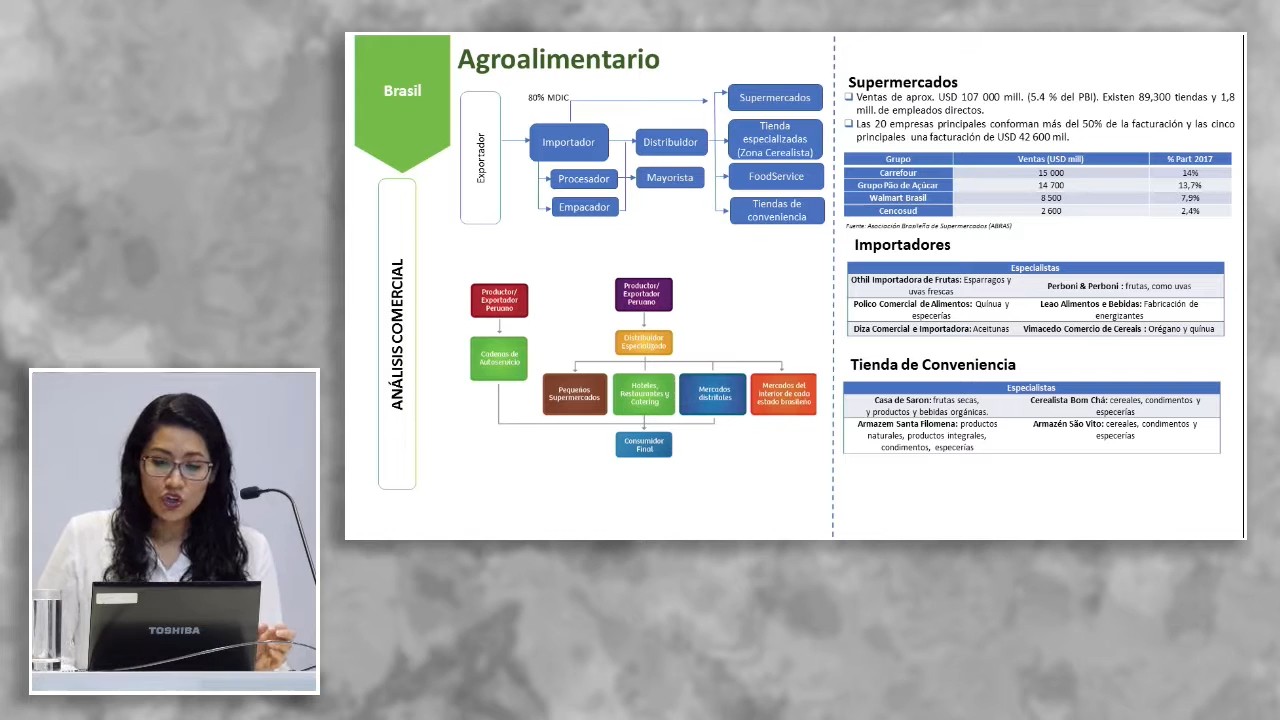 Brasil
ANÁLISIS COMERCIAL
Agroalimentario
80% MDIC
Exportador
Importador
Procesador
Empacador
Distribuidor
Mayorista
Supermercados
Tienda
especializadas
(Zona Cerealista)
FoodService
Tiendas de
conveniencia
Productor/
Exportador
Peruano
Cadenas de
Autoservicio
Productor/
Exportador
Peruano
Distribuidor
Especializado
Pequeños
Supermercados
Hoteles,
Restaurantes y
Catering
Mercados
distritales
Mercados del
interior de cada
estado brasileño
Consumidor
Final
Supermercados
Ventas de aprox. USD 107 000 mill. (5.4 % del PBI). Existen 89,300 tiendas y 1,8
mill. de empleados directos.
Las 20 empresas principales conforman más del 50% de la facturación y las cinco
principales una facturación de USD 42 600 mil.
Grupo Ventas (USD mill) % Part 2017
Carrefour 15 000 14%
Grupo Pão de Açúcar 14 700 13,7%
Walmart Brasil 8 500 7,9%
Cencosud 2 600 2,4%
Fuente: Asociación Brasileña de Supermercados (ABRAS)
Importadores
Especialistas
Othil Importadora de Frutas: Esparragos y
uvas frescas
Perboni & Perboni : frutas, como uvas
Polico Comercial de Alimentos: Quinua y
especerías
Leao Alimentos e Bebidas: Fabricación de
energizantes
Diza Comercial e Importadora: Aceitunas
Vimacedo Comercio de Cereais : Orégano y quínua
Tienda de Conveniencia
Especialistas
Casa de Saron: frutas secas,
y productos y bebidas orgánicas.
Cerealista Bom Chá: cereales, condimentos y
especerías
Armazem Santa Filomena: productos
naturales, productos integrales,
condimentos, especerías
Armazén São Vito: cereales, condimentos y
especerías
TOSHIBA